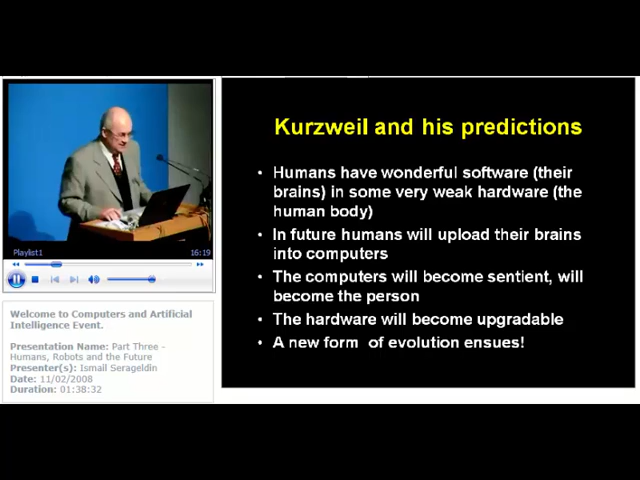 Playlist1
16:19
Welcome to Computers and Artificial
Intelligence Event.
Presentation Name: Part Three -
Humans, Robots and the Future
Presenter(s): Ismail Serageldin
Date: 11/02/2008
Duration: 01:38:32
Kurzweil and his predictions
• Humans have wonderful software (their
brains) in some very weak hardware (the
human body)
• In future humans will upload their brains
into computers
• The computers will become sentient, will
become the person
• The hardware will become upgradable
• A new form of evolution ensues!